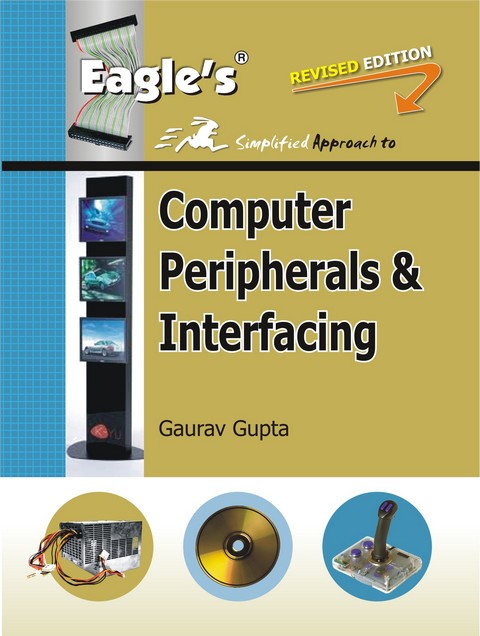 Eagle's®
REVISED EDITION
Simplified Approach to
Computer
Peripherals &
Interfacing
Gaurav Gupta